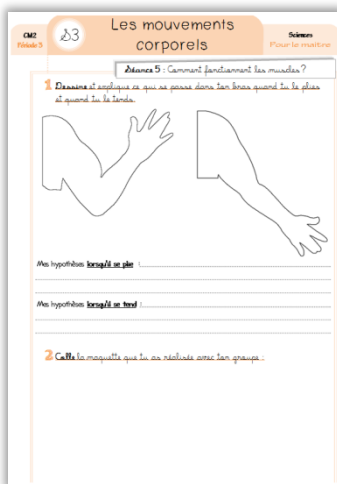 CM2
Période 5
S3
Les mouvements
corporels
Sciences
Pour le maître
Séance 5 : Comment fonctionnent les muscles ?
1 Dessine et explique ce qui se passe dans ton bras quand tu le plies
et quand tu le tends.
Mes hypothèses lorsqu'il se plie :
Mes hypothèses lorsqu'il se tend :
2 Colle la maquette que tu as réalisée avec ton groupe :